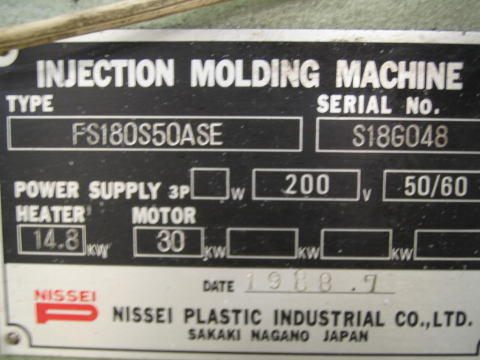 INJECTION MOLDING MACHINE
TYPE SERIAL No.
FS180S50ASE S18G048
POWER SUPPLY 3P W 200 V 50/60
HEATER MOTOR
14.8 KW 30 KW KW KW
DATE 1988.7
NISSEI
NISSEI PLASTIC INDUSTRIAL CO., LTD.
SAKAKI NAGANO JAPAN